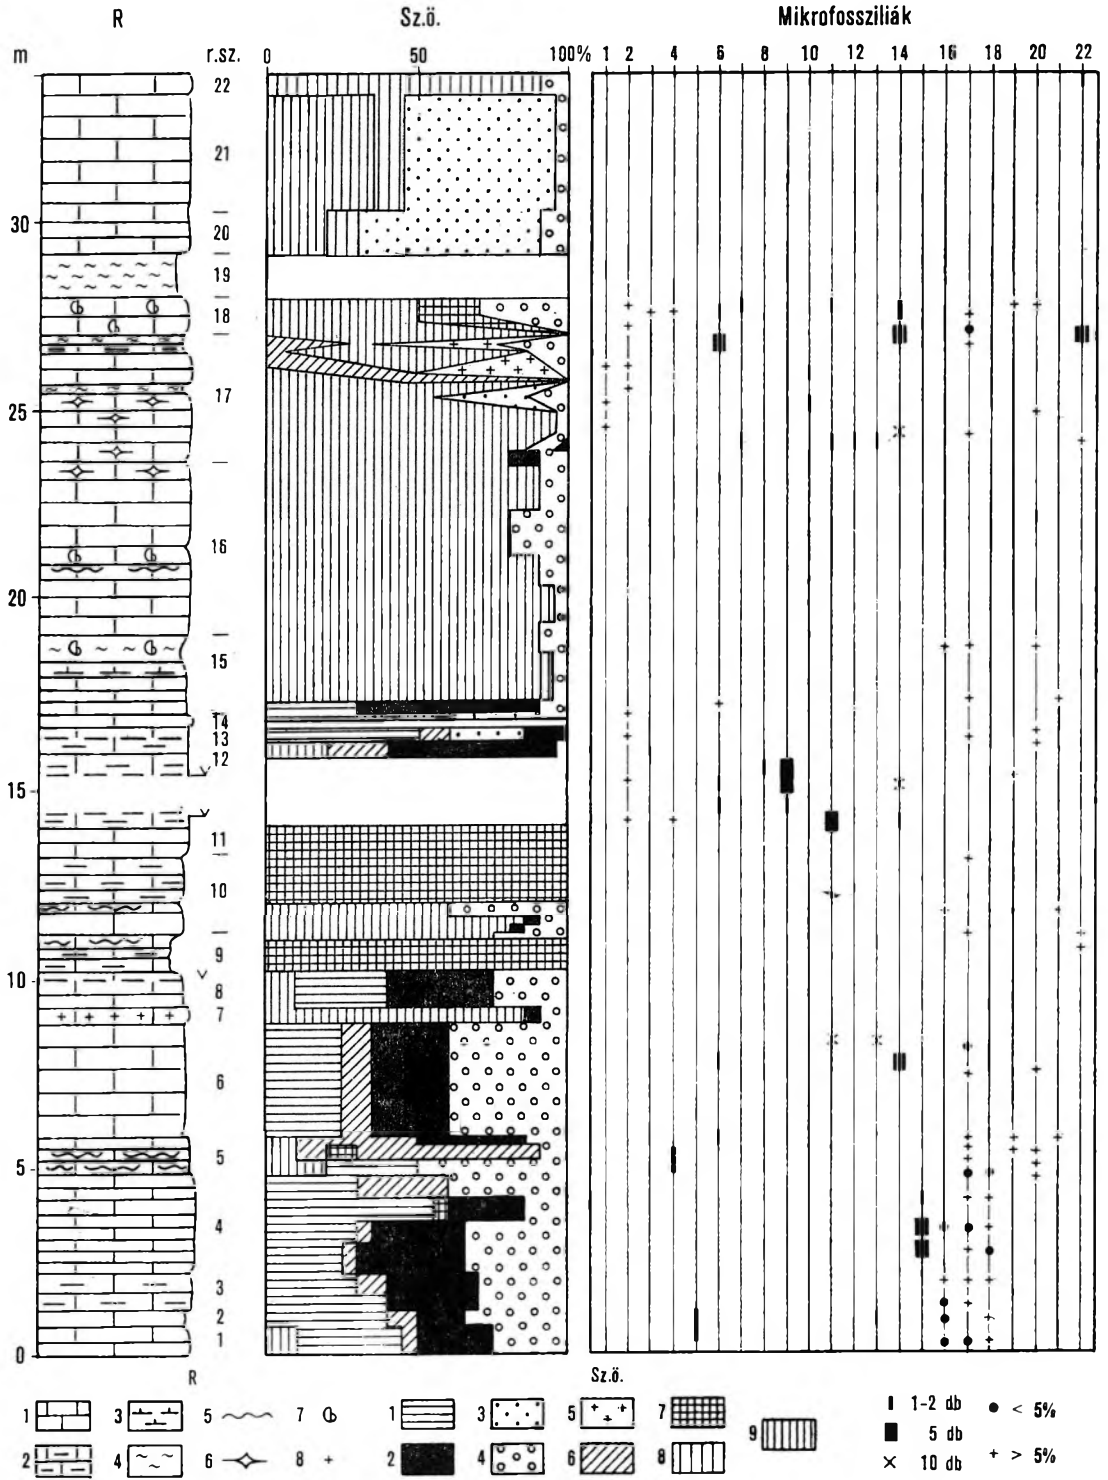 R
Sz.ö.
Mikrofossziliák
m
r.sz.
0 50 100%
1 2 4 6 8 10 12 14 16 18 20 22
22
21
30
20
19
18
17
25
16
20
15
14
13
12
15
11
10
9
10
8
7
6
5
5
4
3
2
1
0
R
Sz.ö.
1 3 5 7 1 3 5 7 9
2 4 6 8 2 4 6 8
1-2 db
5 db
10 db
< 5%
> 5%